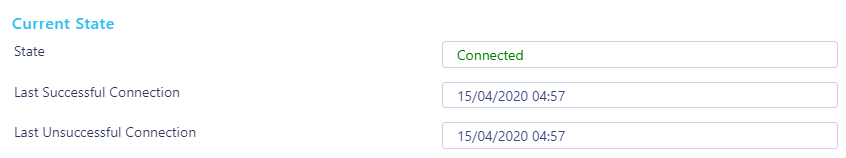 Current State
State
Connected
Last Successful Connection
15/04/2020 04:57
Last Unsuccessful Connection
15/04/2020 04:57